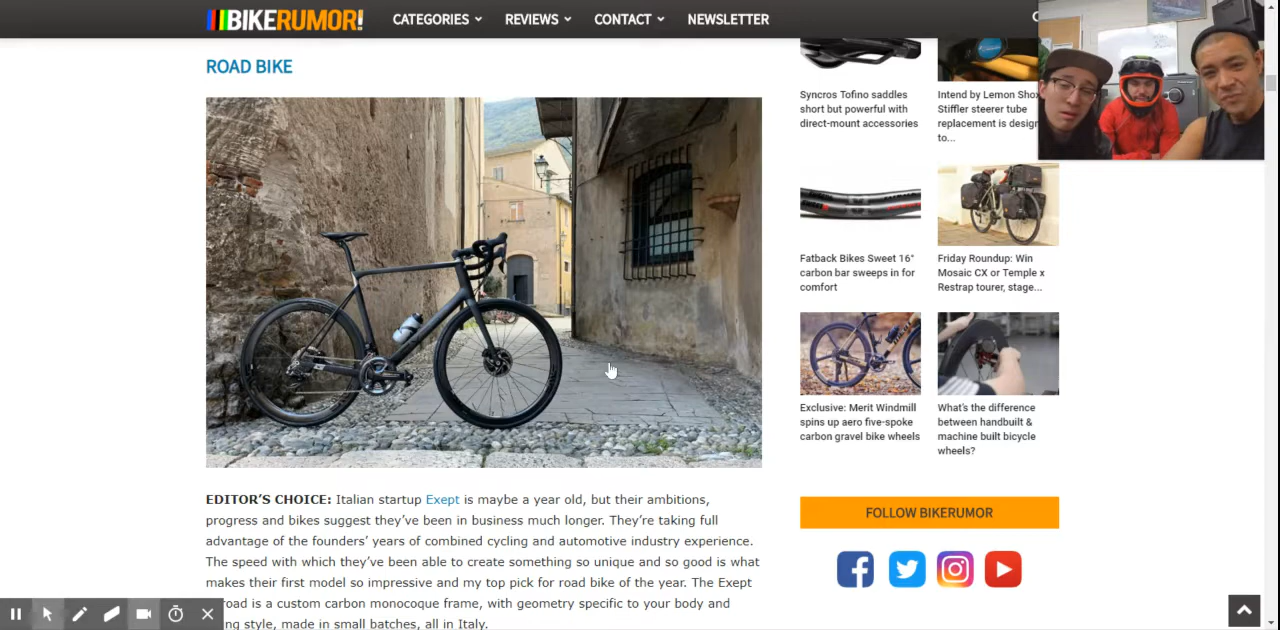 BIKERUMOR!
CATEGORIES
REVIEWS
CONTACT
NEWSLETTER
ROAD BIKE
EDITOR'S CHOICE: Italian startup Exept is maybe a year old, but their ambitions,
progress and bikes suggest they've been in business much longer. They're taking full
advantage of the founders' years of combined cycling and automotive industry experience.
The speed with which they've been able to create something so unique and so good is what
makes their first model so impressive and my top pick for road bike of the year. The Exept
road is a custom carbon monocoque frame, with geometry specific to your body and
ng style, made in small batches, all in Italy.
Syncros Tofino saddles
short but powerful with
direct-mount accessories
Intend by Lemon Shox
Stiffler steerer tube
replacement is design
to...
Fatback Bikes Sweet 16°
carbon bar sweeps in for
comfort
Friday Roundup: Win
Mosaic CX or Temple x
Restrap tourer, stage...
Exclusive: Merit Windmill
spins up aero five-spoke
carbon gravel bike wheels
What's the difference
between handbuilt &
machine built bicycle
wheels?
FOLLOW BIKERUMOR